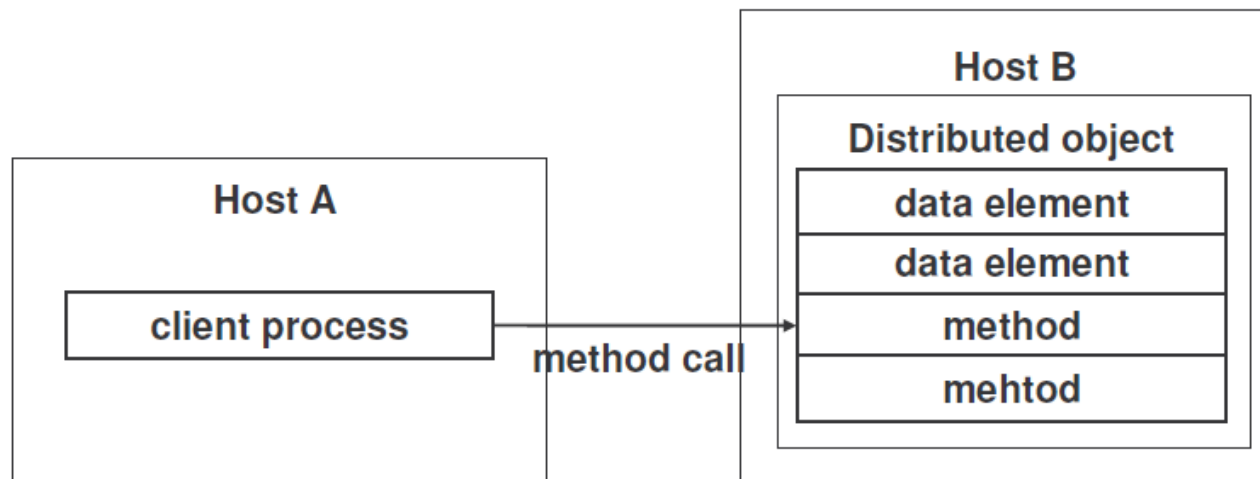 Host B
Distributed object
Host A
data element
data element
client process
method
method call
mehtod